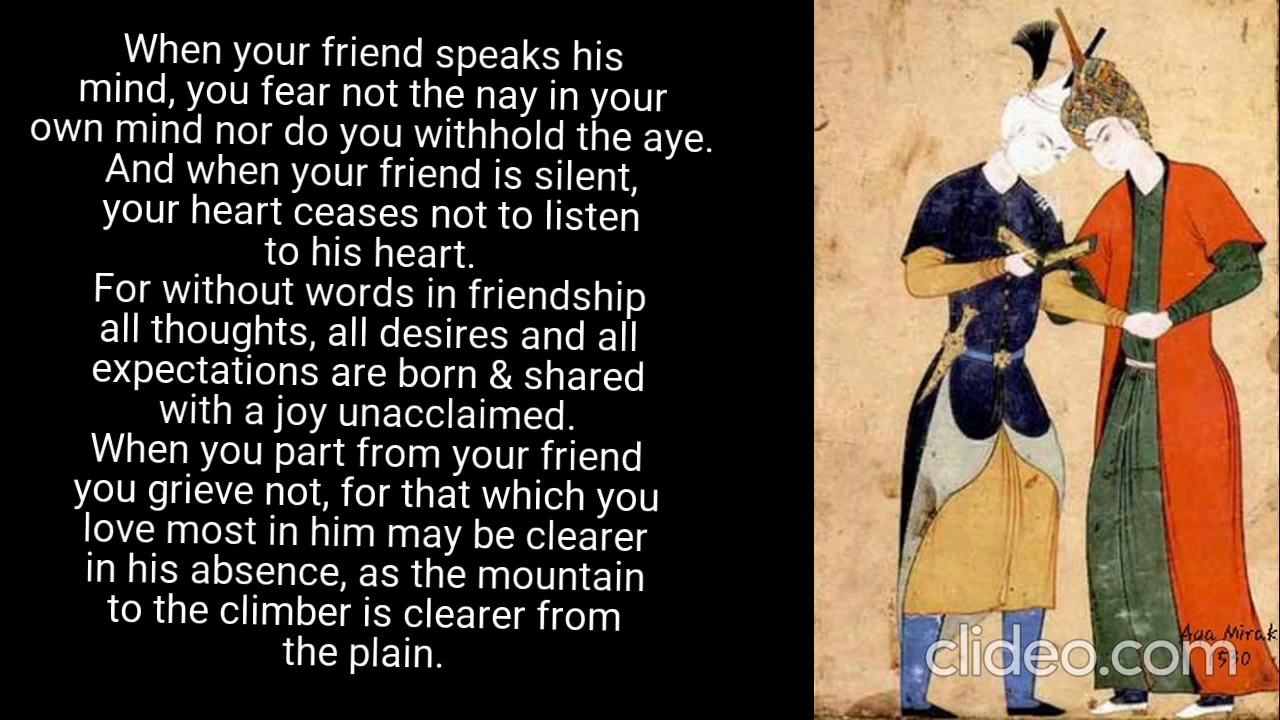 When your friend speaks his
mind, you fear not the nay in your
own mind nor do you withhold the aye.
And when your friend is silent,
your heart ceases not to listen
to his heart.
For without words in friendship
all thoughts, all desires and all
expectations are born & shared
with a joy unacclaimed.
When you part from your friend
you grieve not, for that which you
love most in him may be clearer
in his absence, as the mountain
to the climber is clearer from
the plain.
Aga Mirak
clideo.com